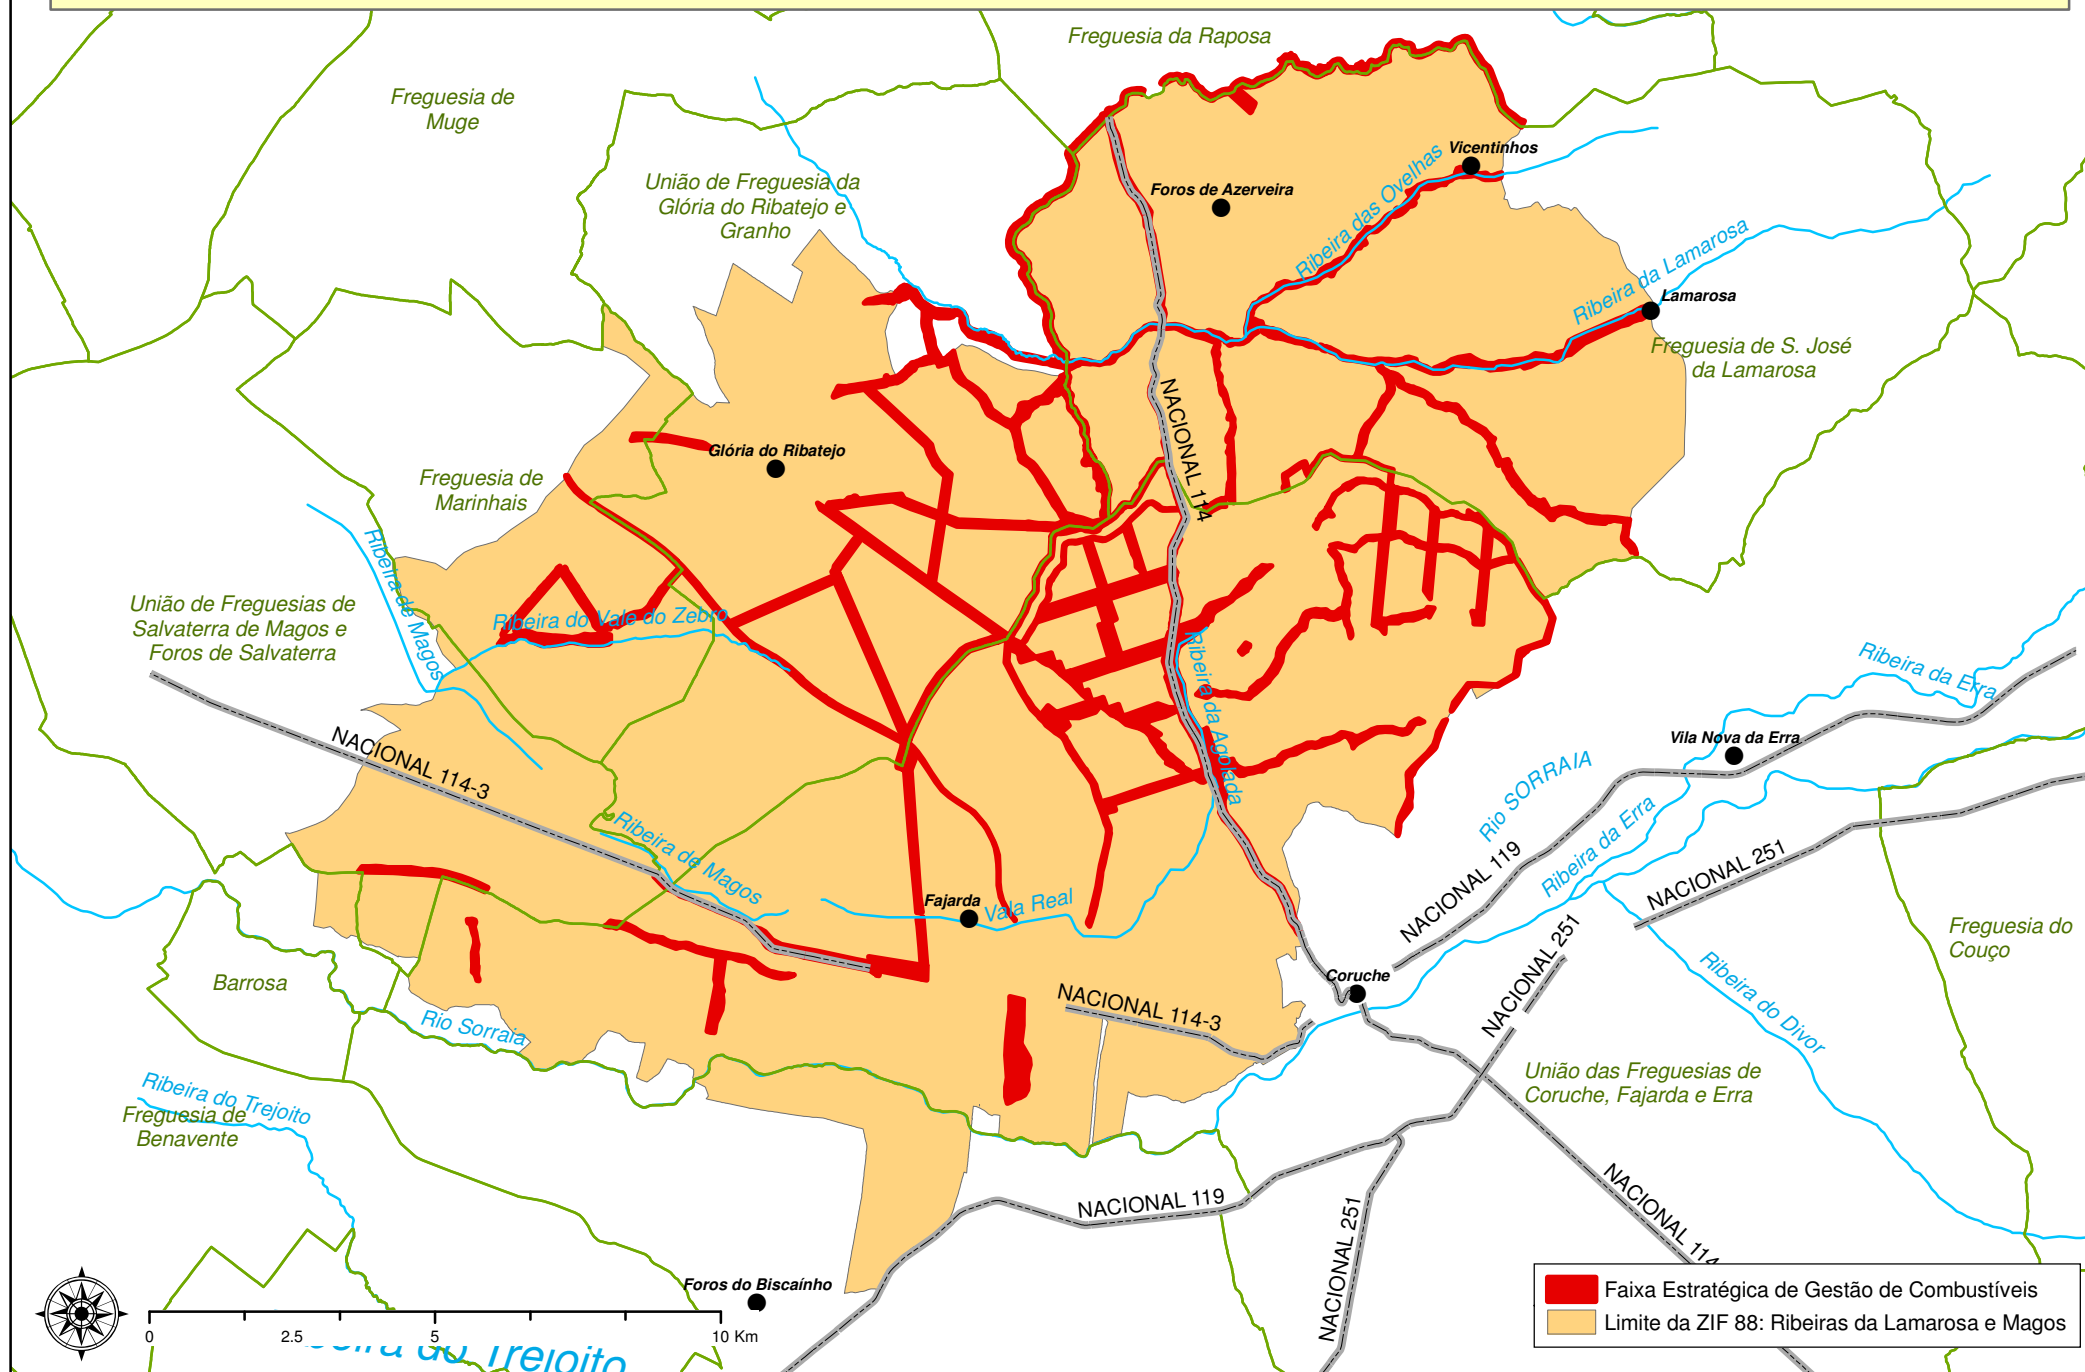 Freguesia da Raposa
Freguesia de
Muge
União de Freguesia da
Glória do Ribatejo e
Granho
Vicentinhos
Foros de Azerveira
Ribeira das Ovelhas
Ribeira da Lamarosa
Lamarosa
Freguesia de S. José
da Lamarosa
NACIONAL 114
Glória do Ribatejo
Freguesia de
Marinhais
Ribeira de Magos
União de Freguesias de
Salvaterra de Magos e
Foros de Salvaterra
Ribeira do Vale do Zebro
Ribeira da Agolada
Ribeira da Erra
Vila Nova da Erra
NACIONAL 114-3
Rio SORRAIA
Ribeira da Erra
Ribeira de Magos
NACIONAL 119
NACIONAL 251
Fajarda
Vala Real
Freguesia do
Couço
Barrosa
Coruche
NACIONAL 251
Ribeira do Divor
NACIONAL 114-3
Rio Sorraia
União das Freguesias de
Coruche, Fajarda e Erra
Ribeira do Trejoito
Freguesia de
Benavente
NACIONAL 119
NACIONAL 251
NACIONAL 114
Foros do Biscaínho
Faixa Estratégica de Gestão de Combustíveis
Limite da ZIF 88: Ribeiras da Lamarosa e Magos
0 2.5 5 10 Km
do Trejoito